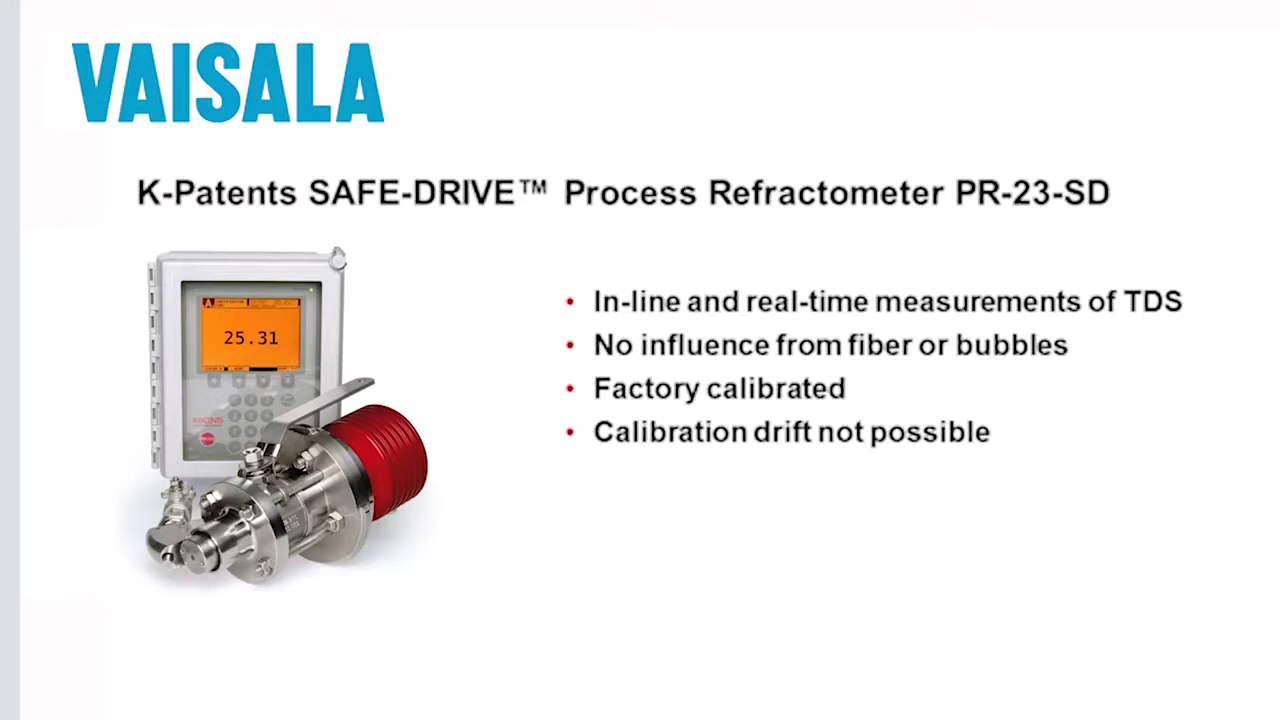 VAISALA
K-Patents SAFE-DRIVE™ Process Refractometer PR-23-SD
25.31
• In-line and real-time measurements of TDS
• No influence from fiber or bubbles
• Factory calibrated
• Calibration drift not possible